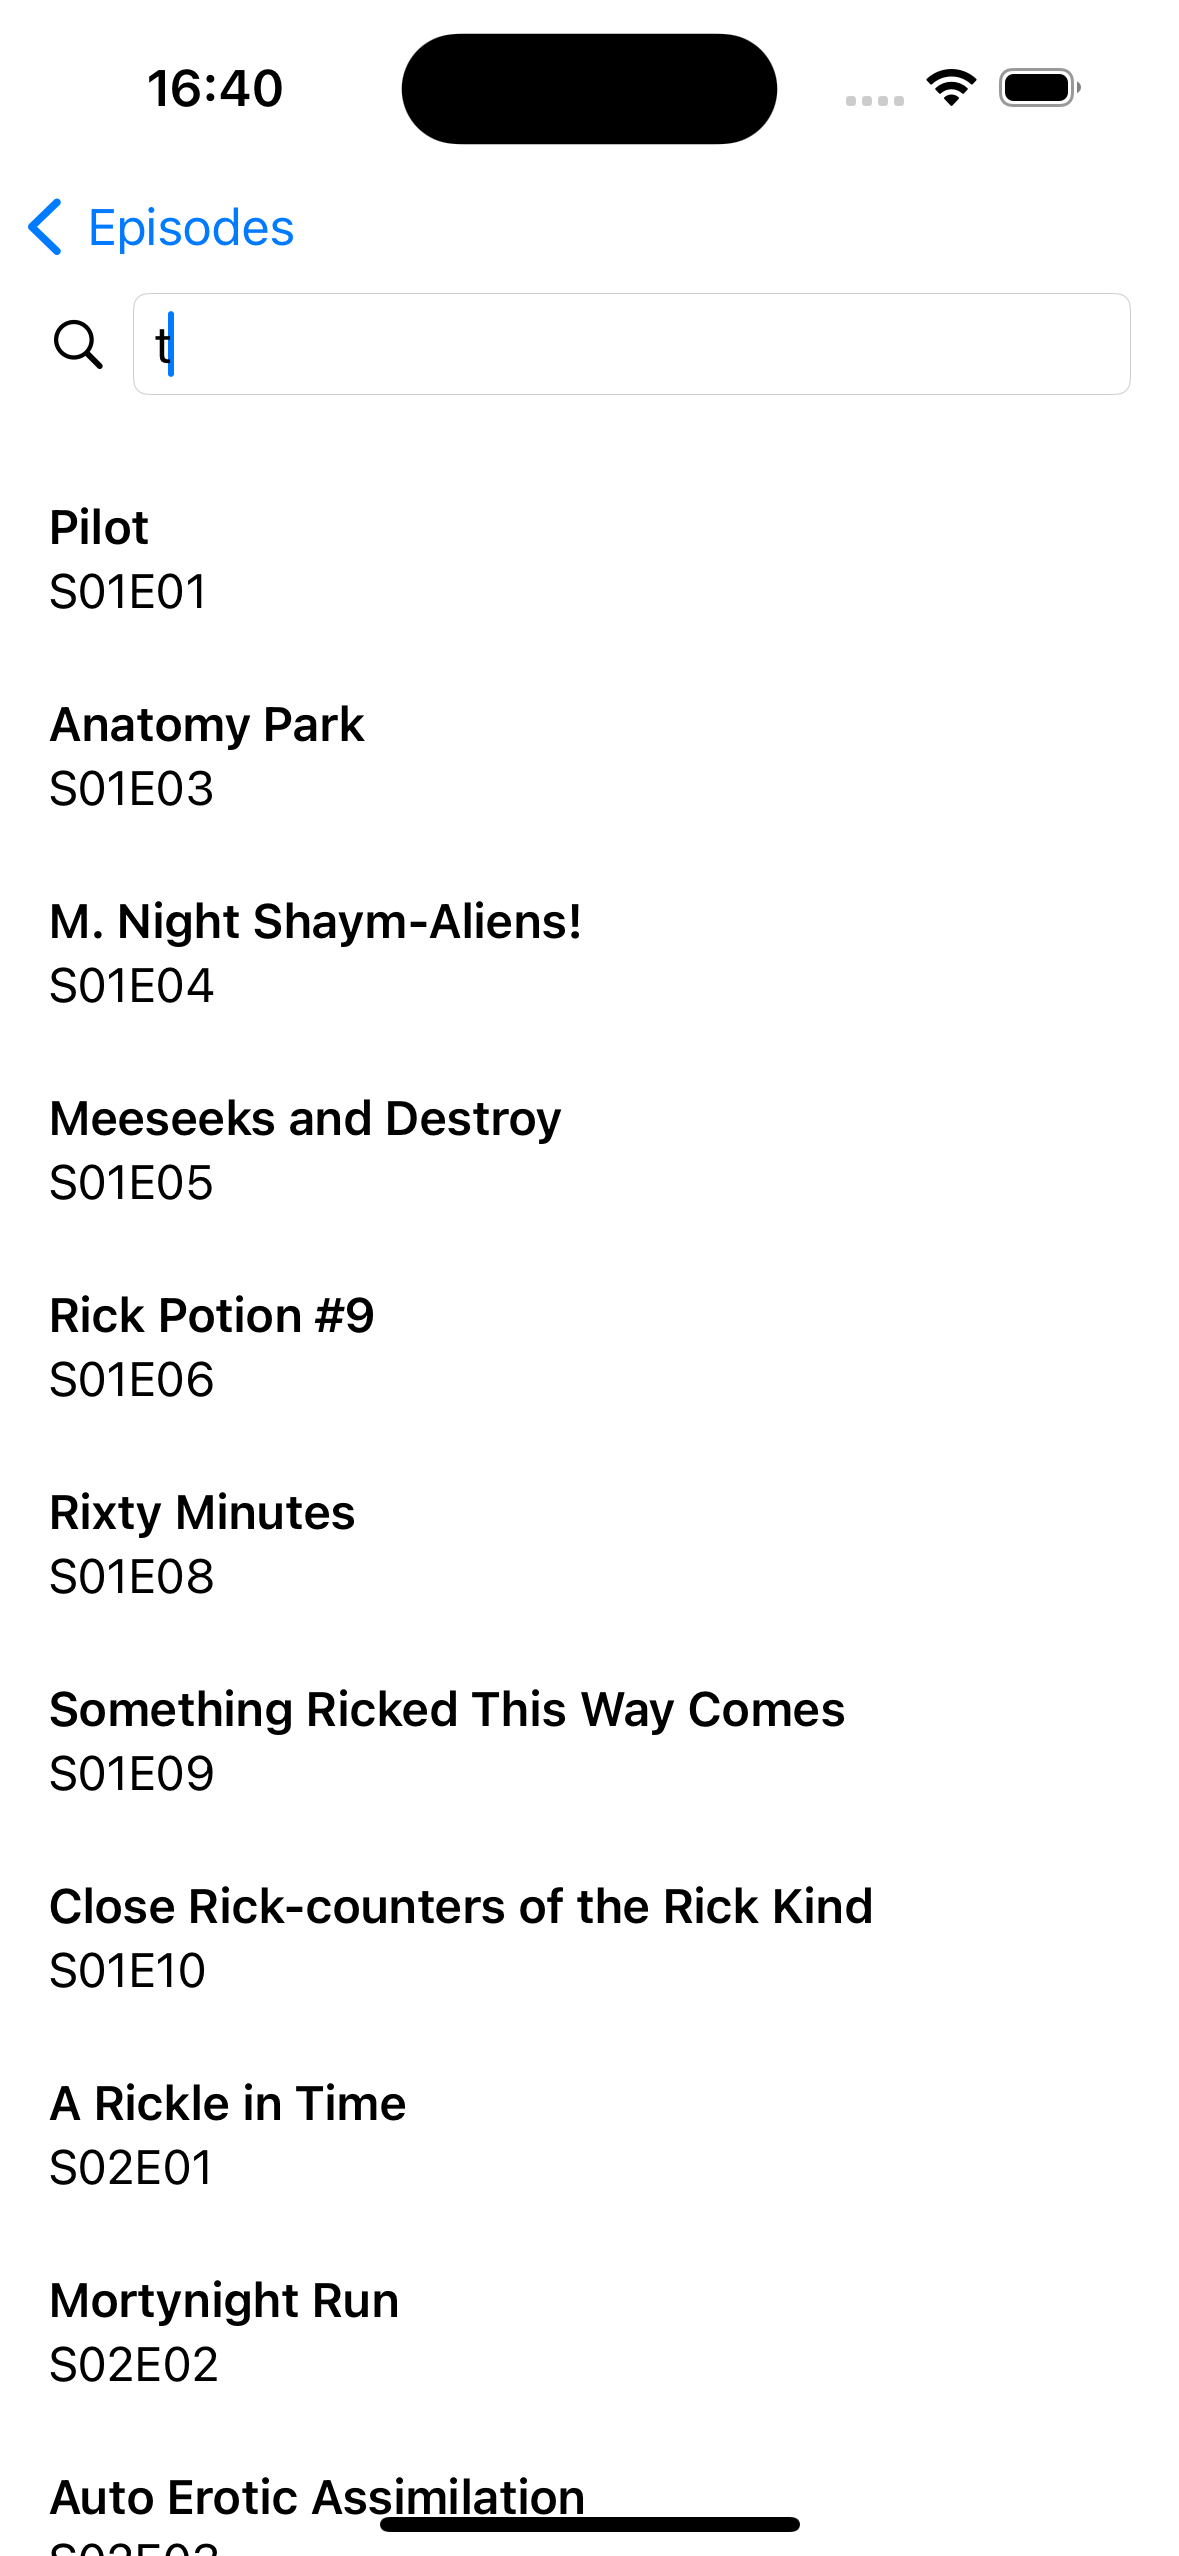 16:40
Episodes
t
Pilot
S01E01
Anatomy Park
S01E03
M. Night Shaym-Aliens!
S01E04
Meeseeks and Destroy
S01E05
Rick Potion #9
S01E06
Rixty Minutes
S01E08
Something Ricked This Way Comes
S01E09
Close Rick-counters of the Rick Kind
S01E10
A Rickle in Time
S02E01
Mortynight Run
S02E02
Auto Erotic Assimilation